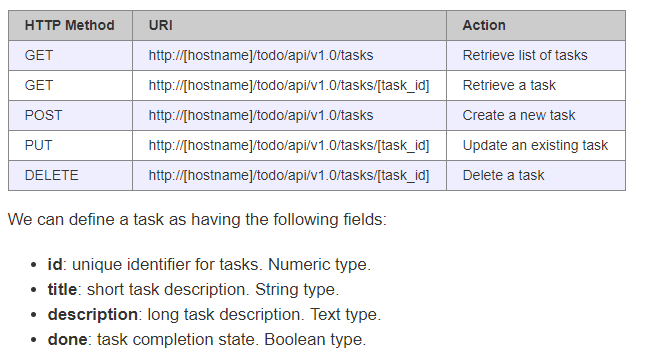 HTTP Method URI Action
GET http://[hostname]/todo/api/v1.0/tasks Retrieve list of tasks
GET http://[hostname]/todo/api/v1.0/tasks/[task_id] Retrieve a task
POST http://[hostname]/todo/api/v1.0/tasks Create a new task
PUT http://[hostname]/todo/api/v1.0/tasks/[task_id] Update an existing task
DELETE http://[hostname]/todo/api/v1.0/tasks/[task_id] Delete a task
We can define a task as having the following fields:
• id: unique identifier for tasks. Numeric type.
• title: short task description. String type.
• description: long task description. Text type.
• done: task completion state. Boolean type.